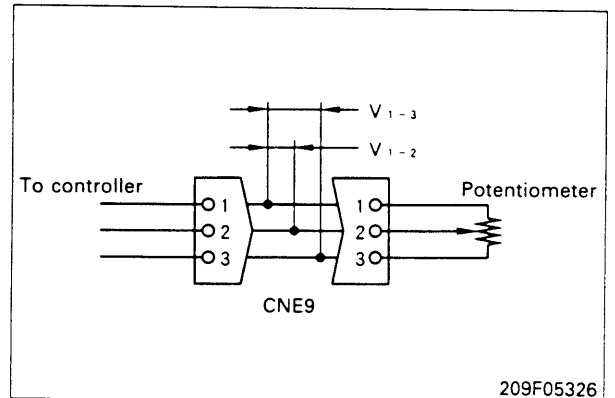 V 1 - 3
V 1 - 2
To controller
Potentiometer
1
2
3
1
2
3
CNE9
209F05326